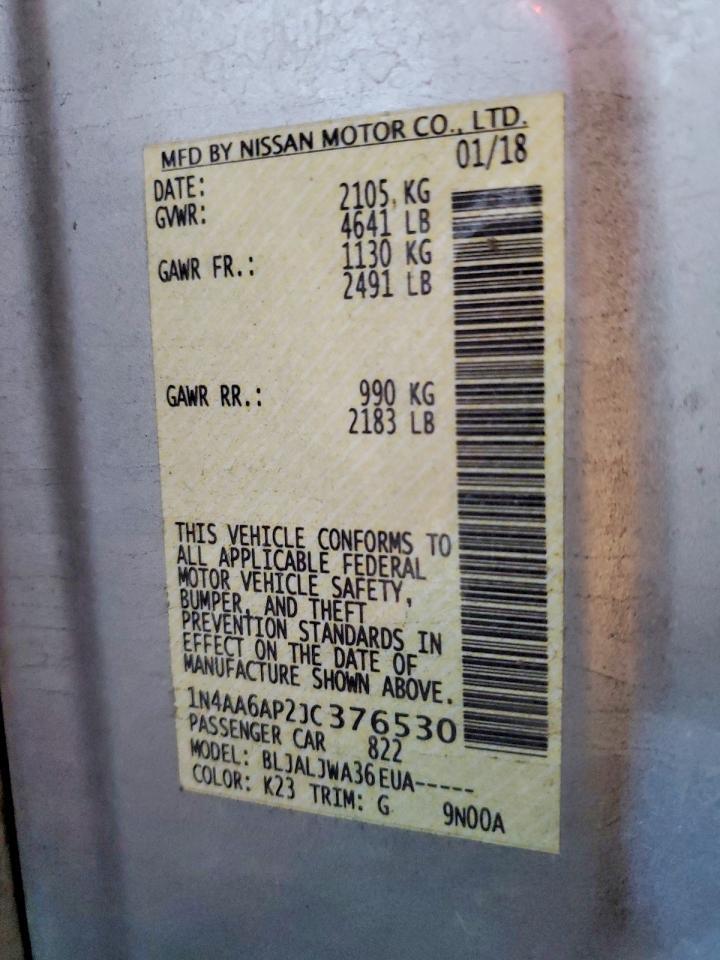 MFD BY NISSAN MOTOR CO., LTD.
DATE: 01/18
GVWR: 2105 KG
4641 LB
GAWR FR.: 1130 KG
2491 LB
GAWR RR.: 990 KG
2183 LB
THIS VEHICLE CONFORMS TO
ALL APPLICABLE FEDERAL
MOTOR VEHICLE SAFETY,
BUMPER, AND THEFT
PREVENTION STANDARDS IN
EFFECT ON THE DATE OF
MANUFACTURE SHOWN ABOVE.
1N4AA6AP2JC376530
PASSENGER CAR 822
MODEL: BLJALJWA36EUA-----
COLOR: K23 TRIM: G 9N00A